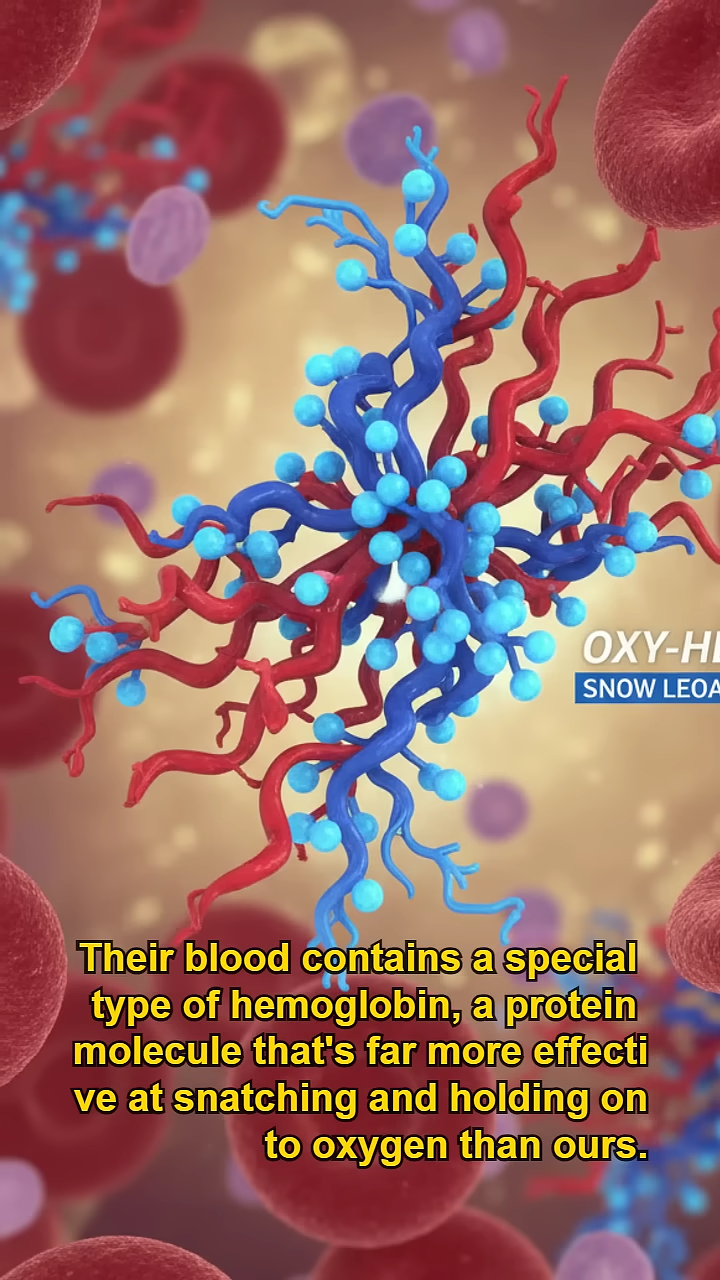 OXY-HE
SNOW LEOA
Their blood contains a special
type of hemoglobin, a protein
molecule that's far more effecti
ve at snatching and holding on
to oxygen than ours.